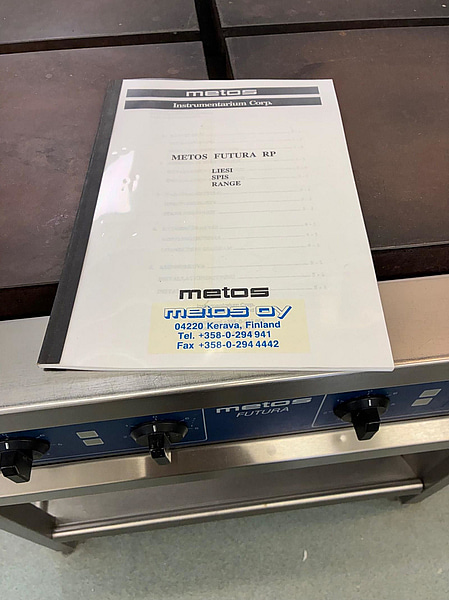 metos
Instrumentarium Corp.
METOS FUTURA RP
LIESI
SPIS
RANGE
metos
metos oy
04220 Kerava, Finland
Tel. +358-0-294 941
Fax +358-0-294 4442
metos
FUTURA